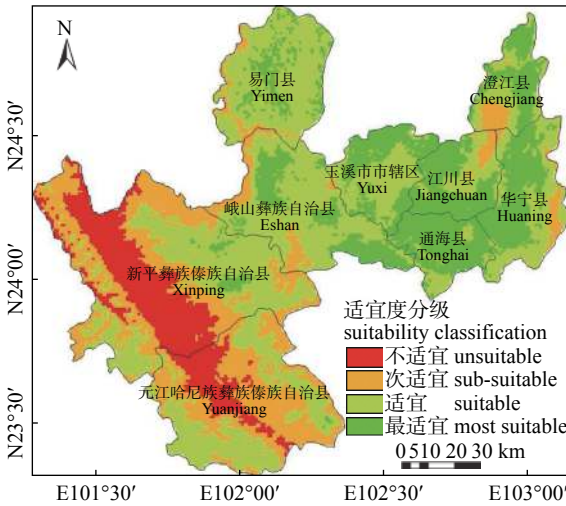 N
易门县
Yimen
澄江县
Chengjiang
N24°30′
玉溪市市辖区
Yuxi
江川县
Jiangchuan
华宁县
Huaning
峨山彝族自治县
Eshan
通海县
Tonghai
N24°00′
新平彝族傣族自治县
Xinping
适宜度分级
suitability classification
不适宜 unsuitable
次适宜 sub-suitable
适宜 suitable
最适宜 most suitable
元江哈尼族彝族傣族自治县
Yuanjiang
N23°30′
0 5 10 20 30 km
E101°30′ E102°00′ E102°30′ E103°00′